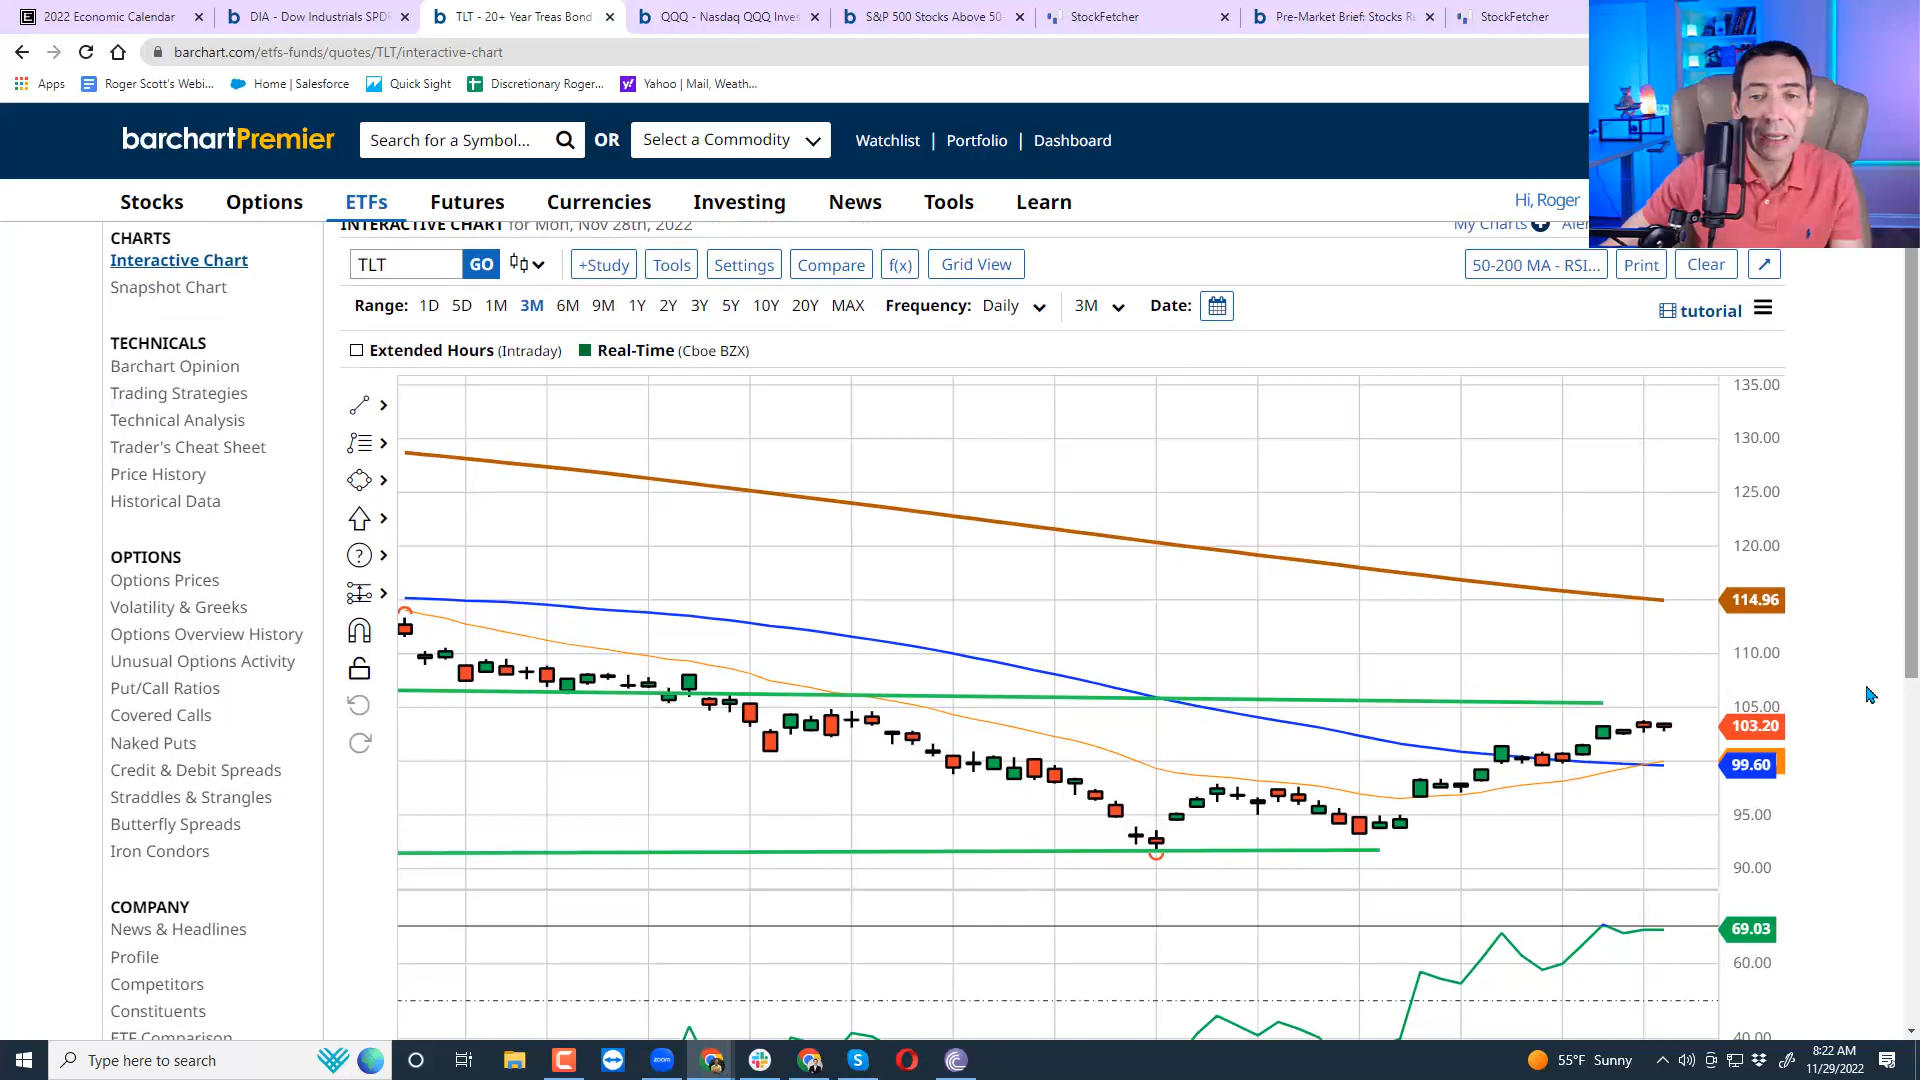 2022 Economic Calendar
DIA - Dow Industrials SPDR
TLT - 20+ Year Treas Bond
QQQ - Nasdaq QQQ Inves
S&P 500 Stocks Above 50-
StockFetcher
Pre-Market Brief: Stocks R
StockFetcher
barchart.com/etfs-funds/quotes/TLT/interactive-chart
Apps
Roger Scott's Webi...
Home | Salesforce
Quick Sight
Discretionary Roger...
Yahoo | Mail, Weath...
barchartPremier
Search for a Symbol...
OR
Select a Commodity
Watchlist | Portfolio | Dashboard
Stocks
Options
ETFs
Futures
Currencies
Investing
News
Tools
Learn
Hi, Roger
INTERACTIVE CHART for Mon, Nov 28th, 2022
My Charts
CHARTS
Interactive Chart
Snapshot Chart
TECHNICALS
Barchart Opinion
Trading Strategies
Technical Analysis
Trader's Cheat Sheet
Price History
Historical Data
OPTIONS
Options Prices
Volatility & Greeks
Options Overview History
Unusual Options Activity
Put/Call Ratios
Covered Calls
Naked Puts
Credit & Debit Spreads
Straddles & Strangles
Butterfly Spreads
Iron Condors
COMPANY
News & Headlines
Profile
Competitors
Constituents
ETF Comparison
TLT
GO
+Study
Tools
Settings
Compare
f(x)
Grid View
50-200 MA - RSI...
Print
Clear
Range: 1D 5D 1M 3M 6M 9M 1Y 2Y 3Y 5Y 10Y 20Y MAX
Frequency: Daily
3M
Date:
tutorial
Extended Hours (Intraday)
Real-Time (Cboe BZX)
135.00
130.00
125.00
120.00
114.96
110.00
105.00
103.20
99.60
95.00
90.00
69.03
60.00
40.00
Type here to search
zoom
55°F Sunny
8:22 AM
11/29/2022